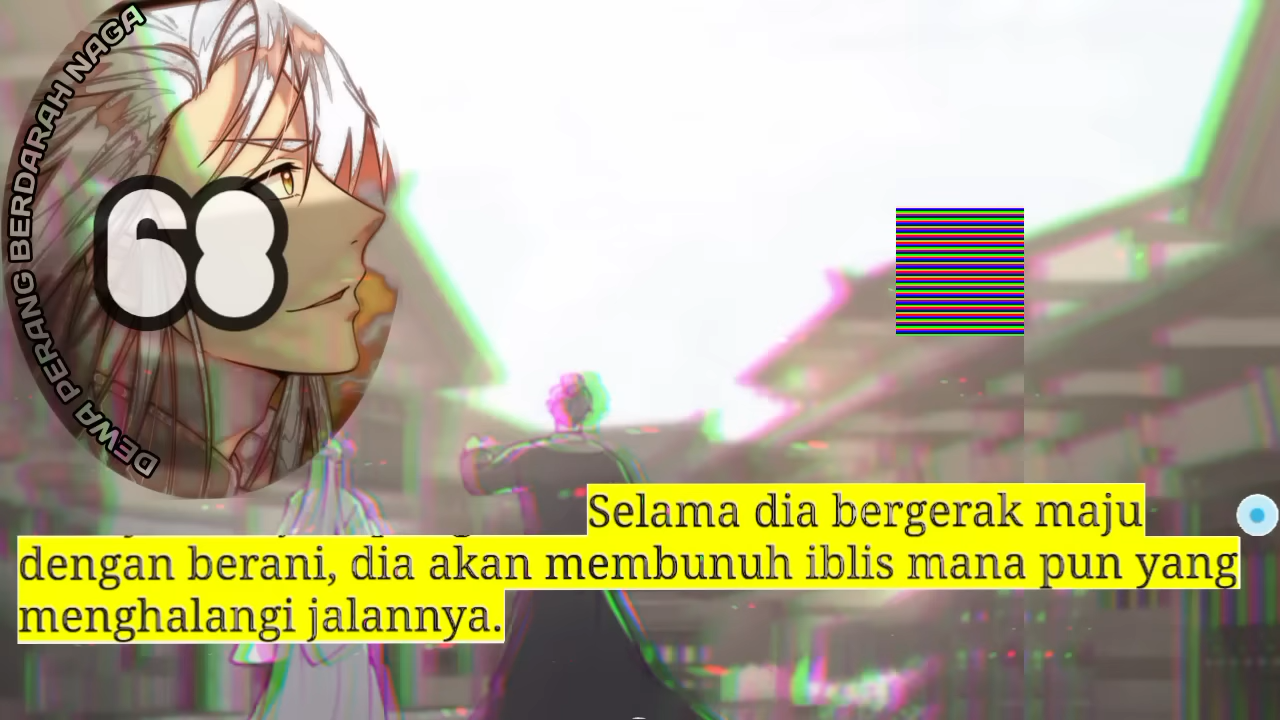 DEWA PERANG BERDARAH NAGA
68
Selama dia bergerak maju
dengan berani, dia akan membunuh iblis mana pun yang
menghalangi jalannya.